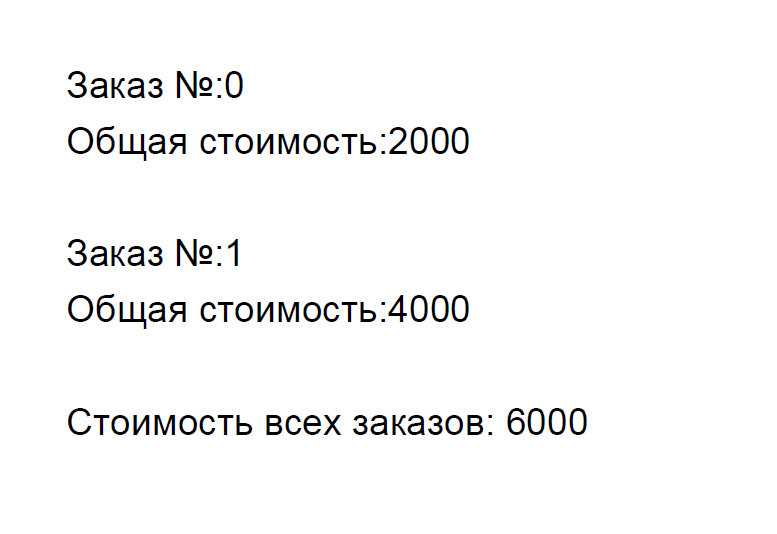 Заказ №:0
Общая стоимость:2000
Заказ №:1
Общая стоимость:4000
Стоимость всех заказов: 6000